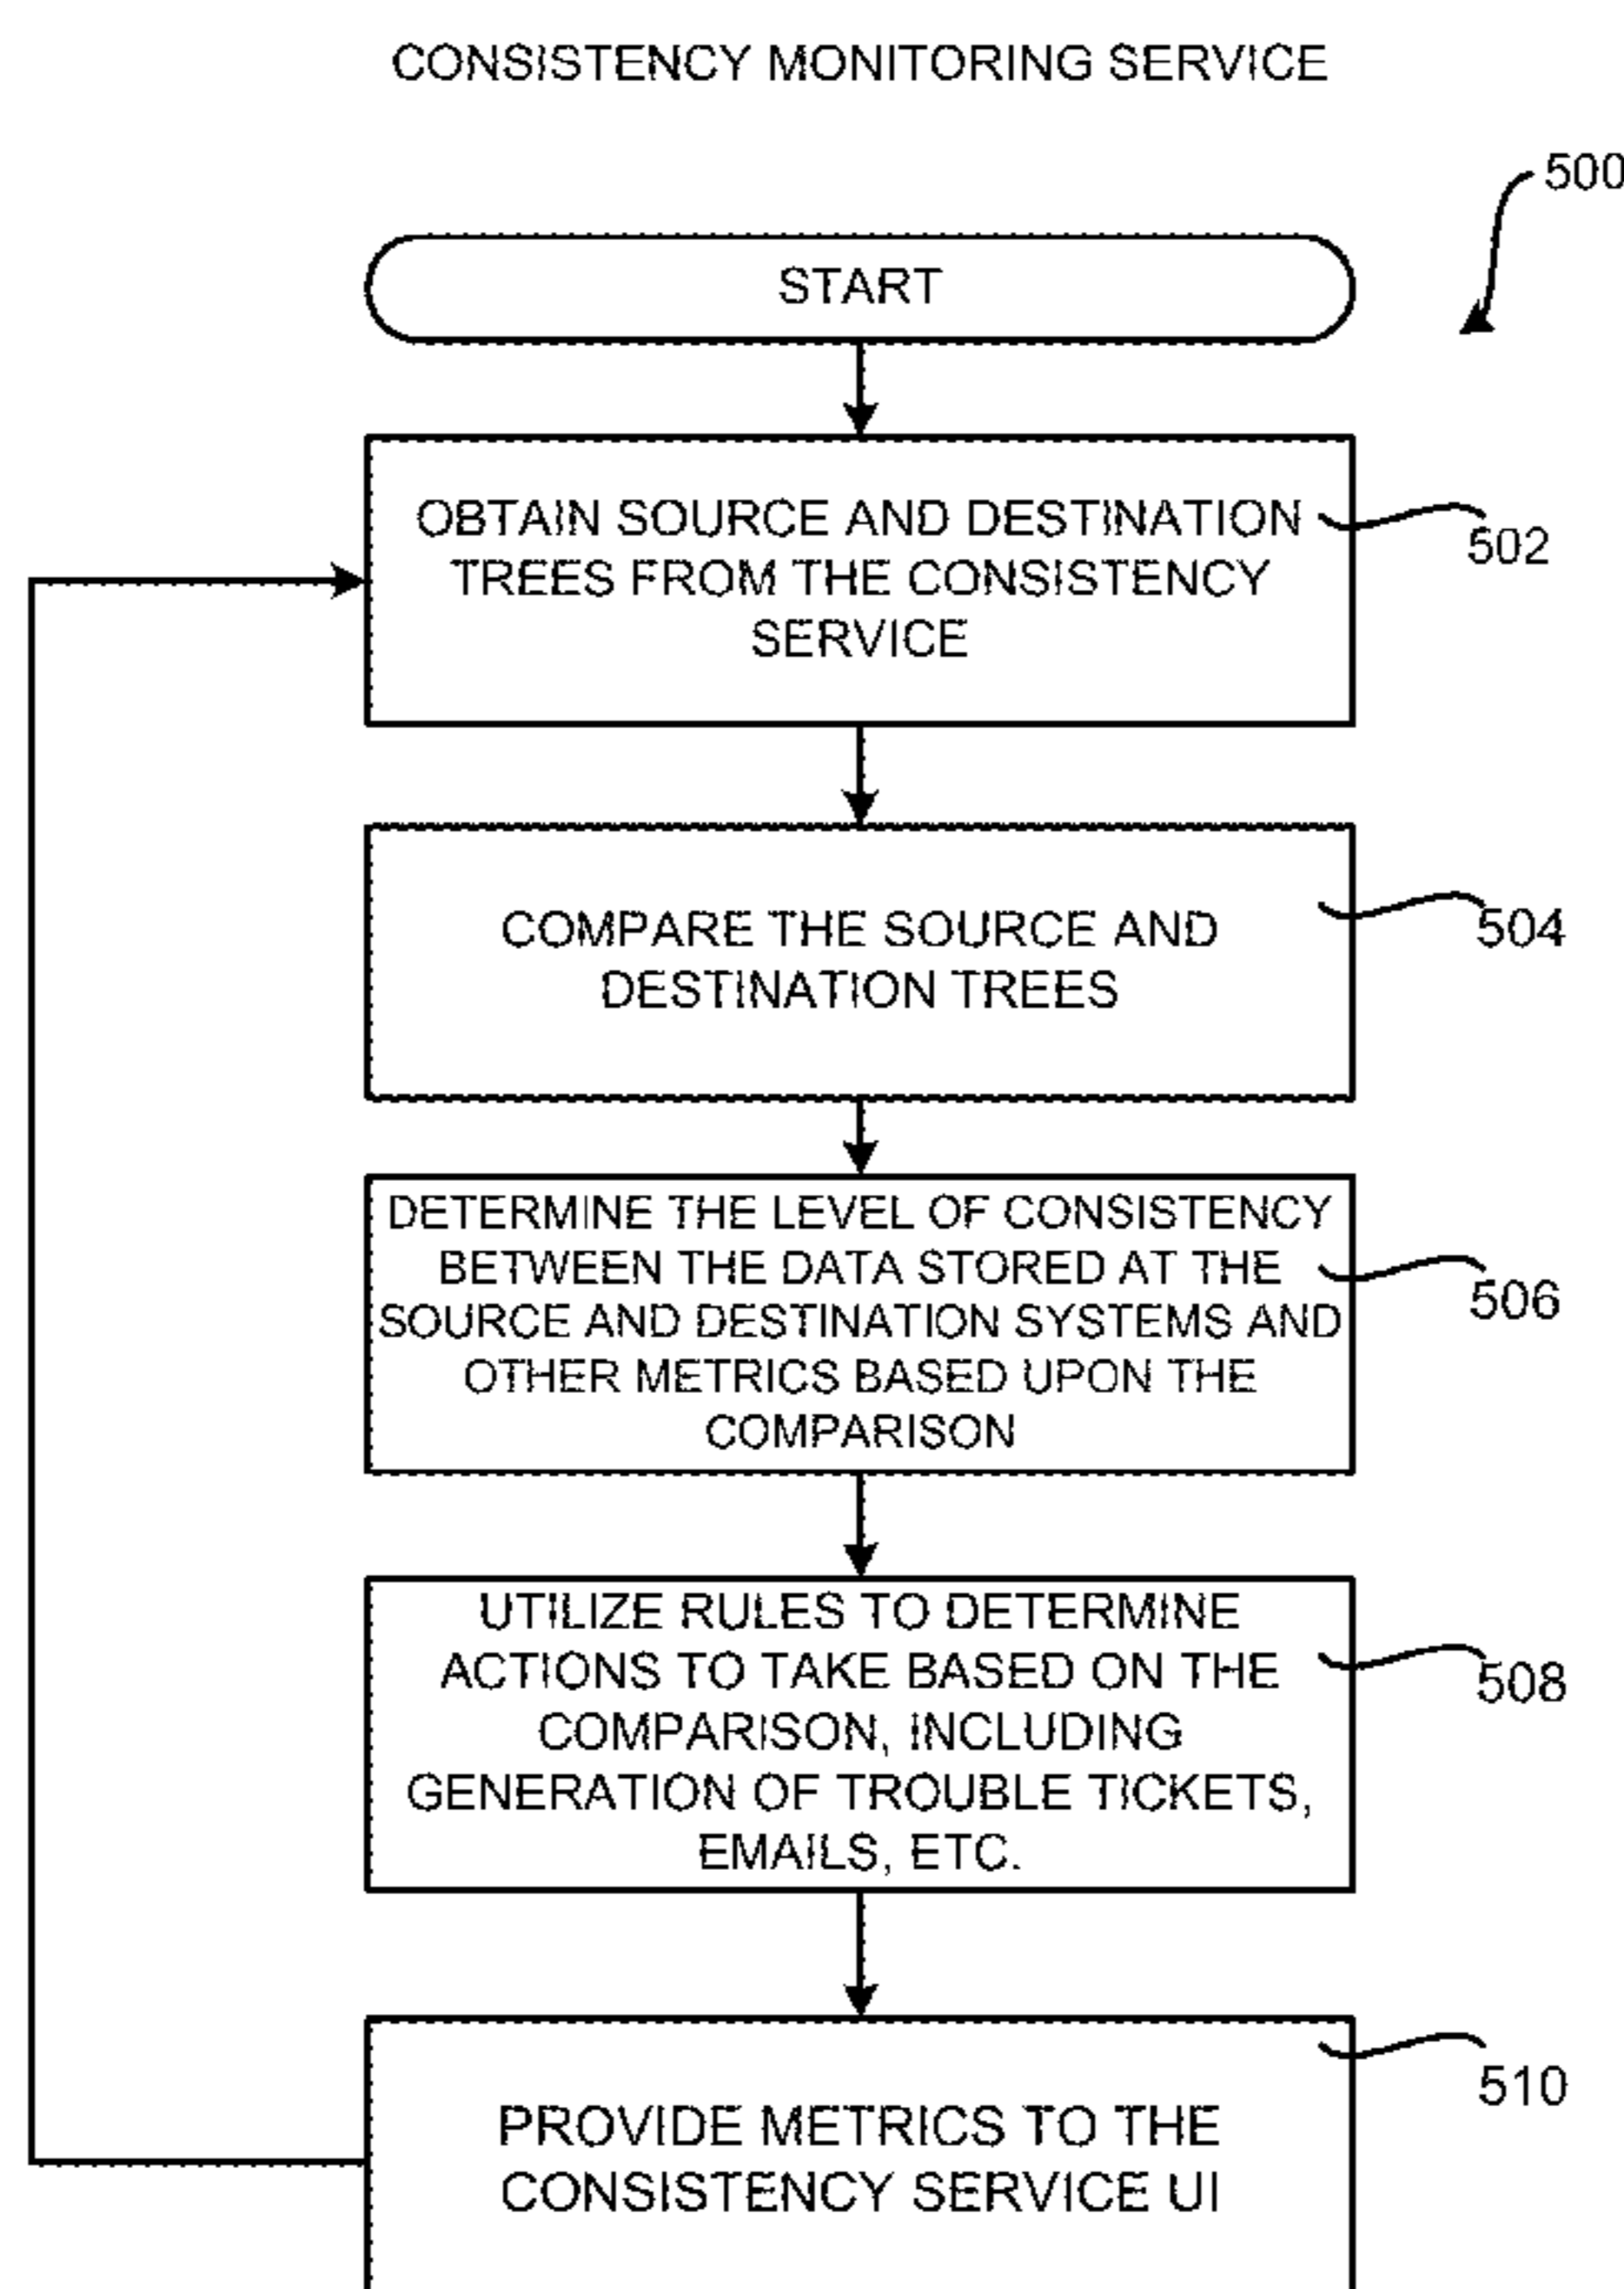 CONSISTENCY MONITORING SERVICE
500
START
OBTAIN SOURCE AND DESTINATION
TREES FROM THE CONSISTENCY
SERVICE
502
COMPARE THE SOURCE AND
DESTINATION TREES
504
DETERMINE THE LEVEL OF CONSISTENCY
BETWEEN THE DATA STORED AT THE
SOURCE AND DESTINATION SYSTEMS AND
OTHER METRICS BASED UPON THE
COMPARISON
506
UTILIZE RULES TO DETERMINE
ACTIONS TO TAKE BASED ON THE
COMPARISON, INCLUDING
GENERATION OF TROUBLE TICKETS,
EMAILS, ETC.
508
PROVIDE METRICS TO THE
CONSISTENCY SERVICE UI
510